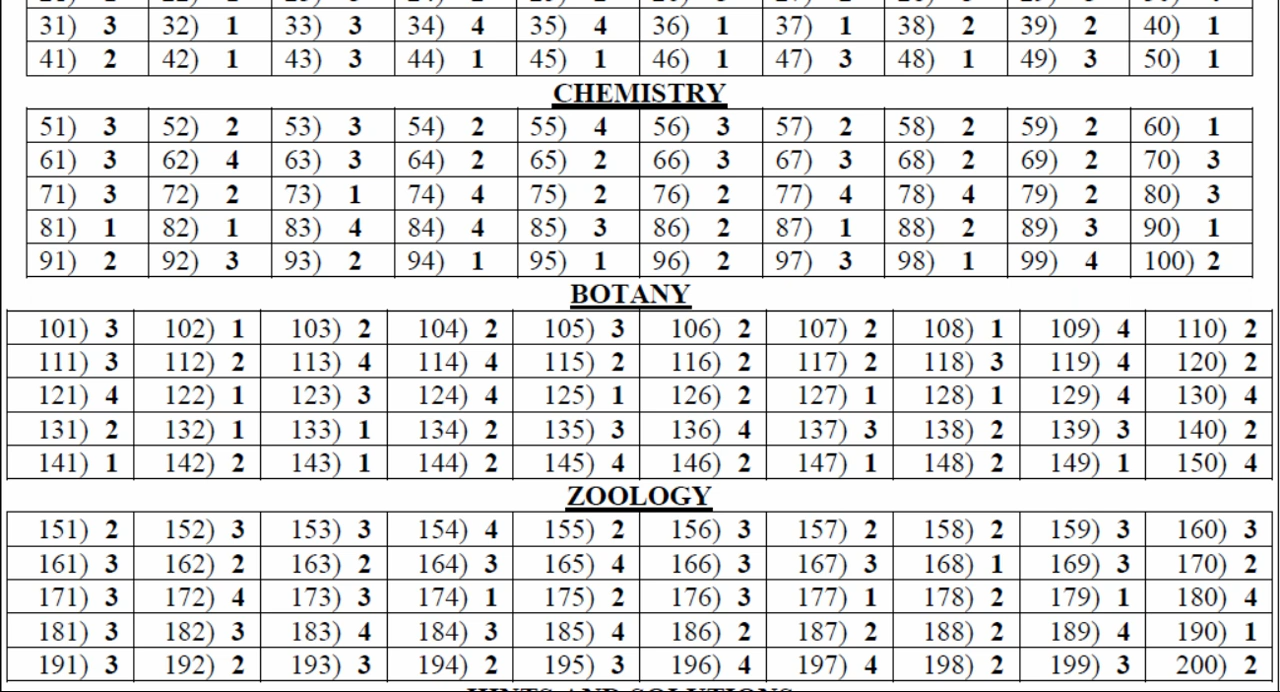 31) 3 32) 1 33) 3 34) 4 35) 4 36) 1 37) 1 38) 2 39) 2 40) 1
41) 2 42) 1 43) 3 44) 1 45) 1 46) 1 47) 3 48) 1 49) 3 50) 1
CHEMISTRY
51) 3 52) 2 53) 3 54) 2 55) 4 56) 3 57) 2 58) 2 59) 2 60) 1
61) 3 62) 4 63) 3 64) 2 65) 2 66) 3 67) 3 68) 2 69) 2 70) 3
71) 3 72) 2 73) 1 74) 4 75) 2 76) 2 77) 4 78) 4 79) 2 80) 3
81) 1 82) 1 83) 4 84) 4 85) 3 86) 2 87) 1 88) 2 89) 3 90) 1
91) 2 92) 3 93) 2 94) 1 95) 1 96) 2 97) 3 98) 1 99) 4 100) 2
BOTANY
101) 3 102) 1 103) 2 104) 2 105) 3 106) 2 107) 2 108) 1 109) 4 110) 2
111) 3 112) 2 113) 4 114) 4 115) 2 116) 2 117) 2 118) 3 119) 4 120) 2
121) 4 122) 1 123) 3 124) 4 125) 1 126) 2 127) 1 128) 1 129) 4 130) 4
131) 2 132) 1 133) 1 134) 2 135) 3 136) 4 137) 3 138) 2 139) 3 140) 2
141) 1 142) 2 143) 1 144) 2 145) 4 146) 2 147) 1 148) 2 149) 1 150) 4
ZOOLOGY
151) 2 152) 3 153) 3 154) 4 155) 2 156) 3 157) 2 158) 2 159) 3 160) 3
161) 3 162) 2 163) 2 164) 3 165) 4 166) 3 167) 3 168) 1 169) 3 170) 2
171) 3 172) 4 173) 3 174) 1 175) 2 176) 3 177) 1 178) 2 179) 1 180) 4
181) 3 182) 3 183) 4 184) 3 185) 4 186) 2 187) 2 188) 2 189) 4 190) 1
191) 3 192) 2 193) 3 194) 2 195) 3 196) 4 197) 4 198) 2 199) 3 200) 2
HINTS AND SOLUTIONS